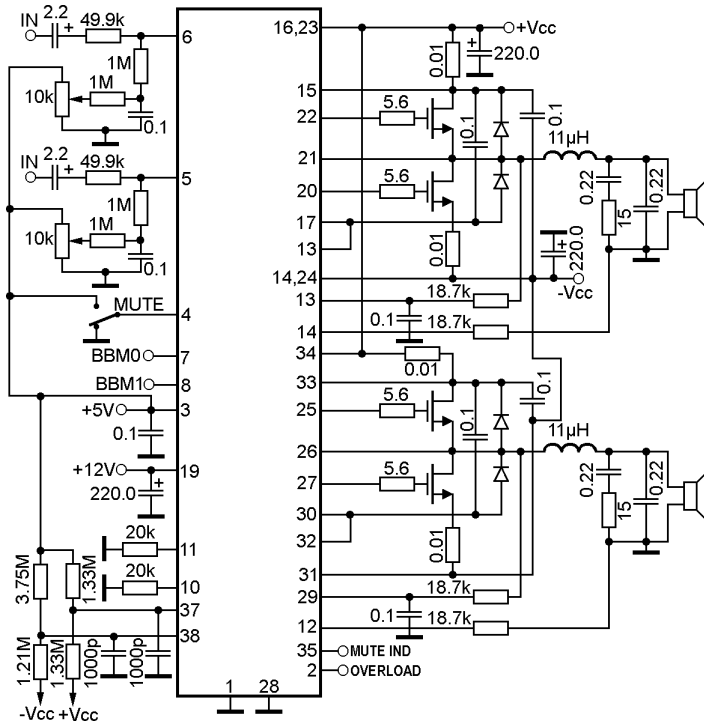 IN 2.2 + 49.9k 6
1M
10k 1M
0.1
IN 2.2 + 49.9k 5
1M
10k 1M
0.1
MUTE 4
BBM0 7
BBM1 8
+5V 3
0.1
+12V 19
220.0 +
20k 11
20k 10
3.75M 1.33M 37
38
1.21M 1.33M 1000p 1000p
-Vcc +Vcc
1 28
16,23 +Vcc
0.01 + 220.0
15
22 5.6 0.1 0.1
21 11µH
20 5.6 0.22 0.22
17 15
13 0.01 + 220.0
14,24 -Vcc
13 18.7k
0.1
14 18.7k
34 0.01
33 0.1
25 5.6 0.1
26 11µH
27 5.6 0.22 0.22
30 15
32 0.01
31
29 18.7k
0.1
12 18.7k
35 MUTE IND
2 OVERLOAD